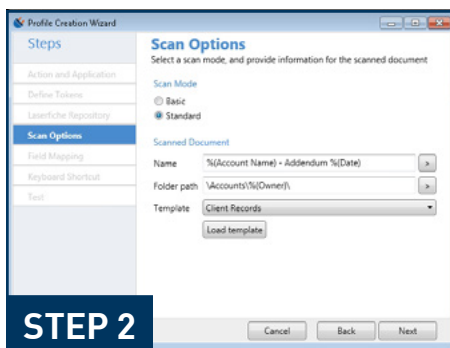 Profile Creation Wizard
Steps
Action and Application
Define Tokens
Laserfiche Repository
Scan Options
Field Mapping
Keyboard Shortcut
Test
Scan Options
Select a scan mode, and provide information for the scanned document
Scan Mode
Basic
Standard
Scanned Document
Name %(Account Name) - Addendum %(Date) >
Folder path \Accounts\%(Owner)\ >
Template Client Records
Load template
STEP 2
Cancel Back Next